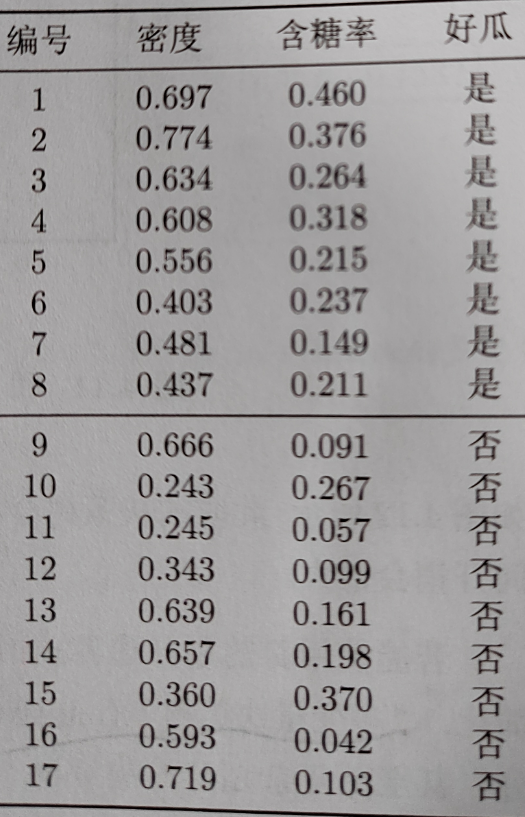 编号 密度 含糖率 好瓜
1 0.697 0.460 是
2 0.774 0.376 是
3 0.634 0.264 是
4 0.608 0.318 是
5 0.556 0.215 是
6 0.403 0.237 是
7 0.481 0.149 是
8 0.437 0.211 是
9 0.666 0.091 否
10 0.243 0.267 否
11 0.245 0.057 否
12 0.343 0.099 否
13 0.639 0.161 否
14 0.657 0.198 否
15 0.360 0.370 否
16 0.593 0.042 否
17 0.719 0.103 否